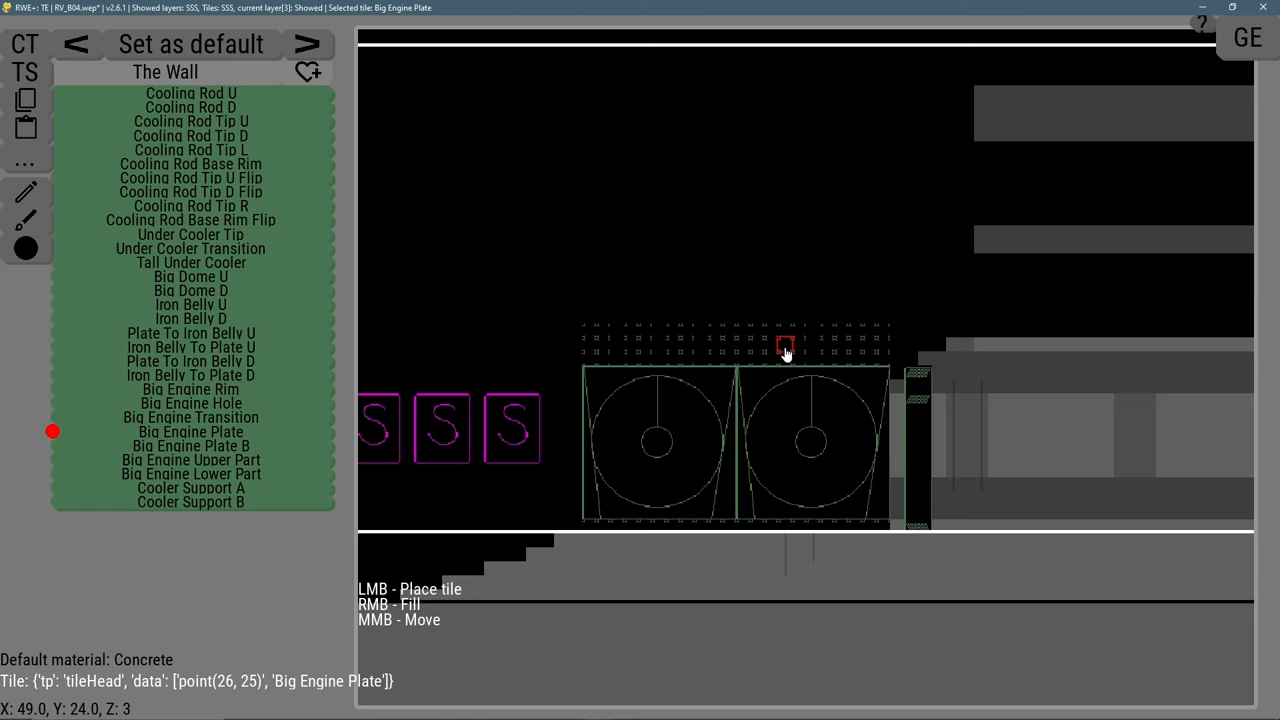 RWE+: TE | RV_B04.wep* | v2.6.1 | Showed layers: SSS, Tiles: SSS, current layer[3]: Showed | Selected tile: Big Engine Plate
CT
< Set as default >
?
GE
TS
The Wall
Cooling Rod U
Cooling Rod D
Cooling Rod Tip U
Cooling Rod Tip D
Cooling Rod Tip L
Cooling Rod Base Rim
...
Cooling Rod Tip U Flip
Cooling Rod Tip D Flip
Cooling Rod Tip R
Cooling Rod Base Rim Flip
Under Cooler Tip
Under Cooler Transition
Tall Under Cooler
Big Dome U
Big Dome D
Iron Belly U
Iron Belly D
Plate To Iron Belly U
Iron Belly To Plate U
Plate To Iron Belly D
Iron Belly To Plate D
Big Engine Rim
Big Engine Hole
Big Engine Transition
Big Engine Plate
Big Engine Plate B
Big Engine Upper Part
Big Engine Lower Part
Cooler Support A
Cooler Support B
S S S
LMB - Place tile
RMB - Fill
MMB - Move
Default material: Concrete
Tile: {'tp': 'tileHead', 'data': ['point(26, 25)', 'Big Engine Plate']}
X: 49.0, Y: 24.0, Z: 3